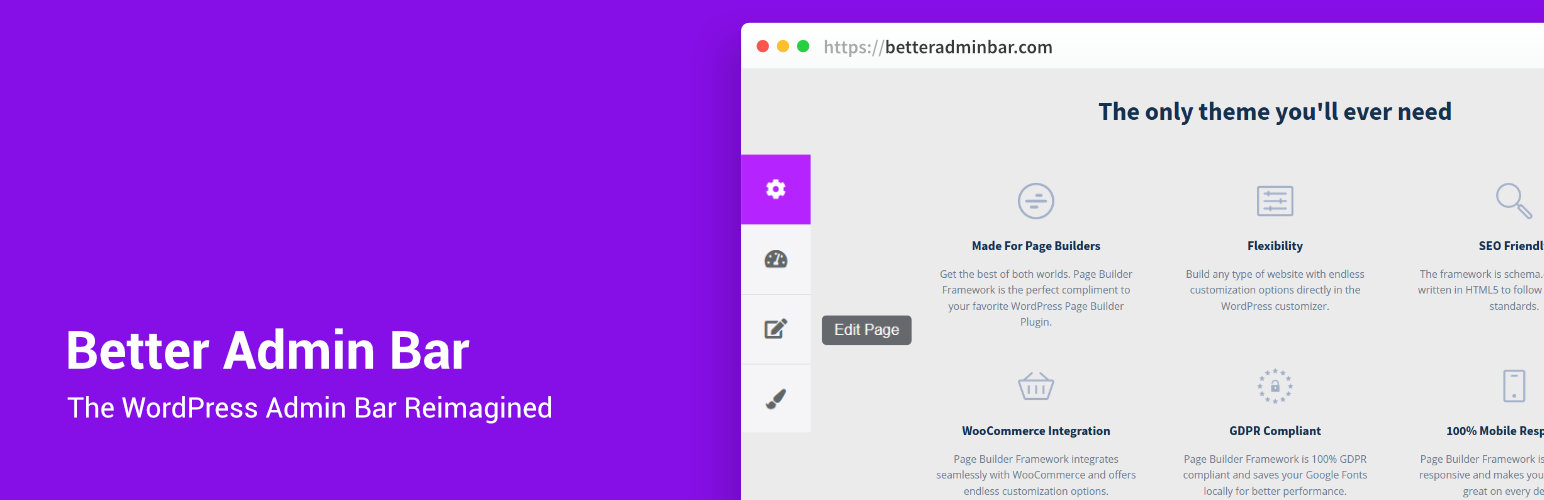 Better Admin Bar
The WordPress Admin Bar Reimagined
https://betteradminbar.com
The only theme you'll ever need
Edit Page
Made For Page Builders
Get the best of both worlds. Page Builder
Framework is the perfect compliment to
your favorite WordPress Page Builder
Plugin.
Flexibility
Build any type of website with endless
customization options directly in the
WordPress customizer.
SEO Friendl
The framework is schema.
written in HTML5 to follow
standards.
WooCommerce Integration
Page Builder Framework integrates
seamlessly with WooCommerce and offers
endless customization options.
GDPR Compliant
Page Builder Framework is 100% GDPR
compliant and saves your Google Fonts
locally for better performance.
100% Mobile Resp
Page Builder Framework is
responsive and makes you
great on every de